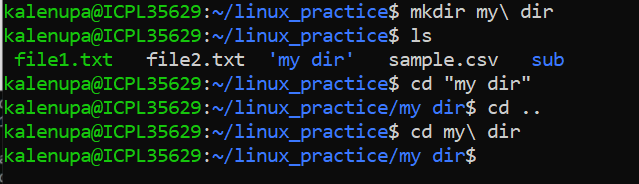 kalenupa@ICPL35629:~/linux_practice$ mkdir my\ dir
kalenupa@ICPL35629:~/linux_practice$ ls
file1.txt  file2.txt  'my dir'  sample.csv  sub
kalenupa@ICPL35629:~/linux_practice$ cd "my dir"
kalenupa@ICPL35629:~/linux_practice/my dir$ cd ..
kalenupa@ICPL35629:~/linux_practice$ cd my\ dir
kalenupa@ICPL35629:~/linux_practice/my dir$